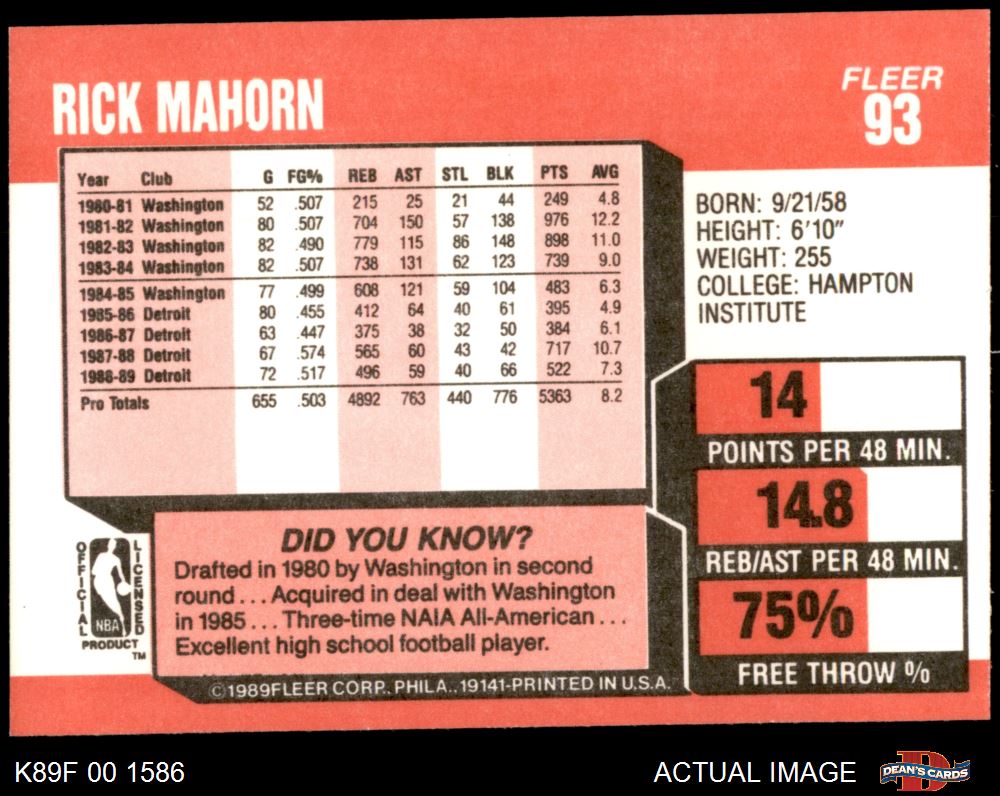 RICK MAHORN
FLEER
93
Year Club G FG% REB AST STL BLK PTS AVG
1980-81 Washington 52 .507 215 25 21 44 249 4.8
1981-82 Washington 80 .507 704 150 57 138 976 12.2
1982-83 Washington 82 .490 779 115 86 148 898 11.0
1983-84 Washington 82 .507 738 131 62 123 739 9.0
1984-85 Washington 77 .499 608 121 59 104 483 6.3
1985-86 Detroit 80 .455 412 64 40 61 395 4.9
1986-87 Detroit 63 .447 375 38 32 50 384 6.1
1987-88 Detroit 67 .574 565 60 43 42 717 10.7
1988-89 Detroit 72 .517 496 59 40 66 522 7.3
Pro Totals 655 .503 4892 763 440 776 5363 8.2
BORN: 9/21/58
HEIGHT: 6'10"
WEIGHT: 255
COLLEGE: HAMPTON
INSTITUTE
14
POINTS PER 48 MIN.
14.8
REB/AST PER 48 MIN.
75%
FREE THROW %
OFFICIAL
LICENSED
NBA
PRODUCT
TM
DID YOU KNOW?
Drafted in 1980 by Washington in second
round... Acquired in deal with Washington
in 1985... Three-time NAIA All-American...
Excellent high school football player.
©1989 FLEER CORP., PHILA., 19141-PRINTED IN U.S.A.
K89F 00 1586
ACTUAL IMAGE
DEAN'S CARDS